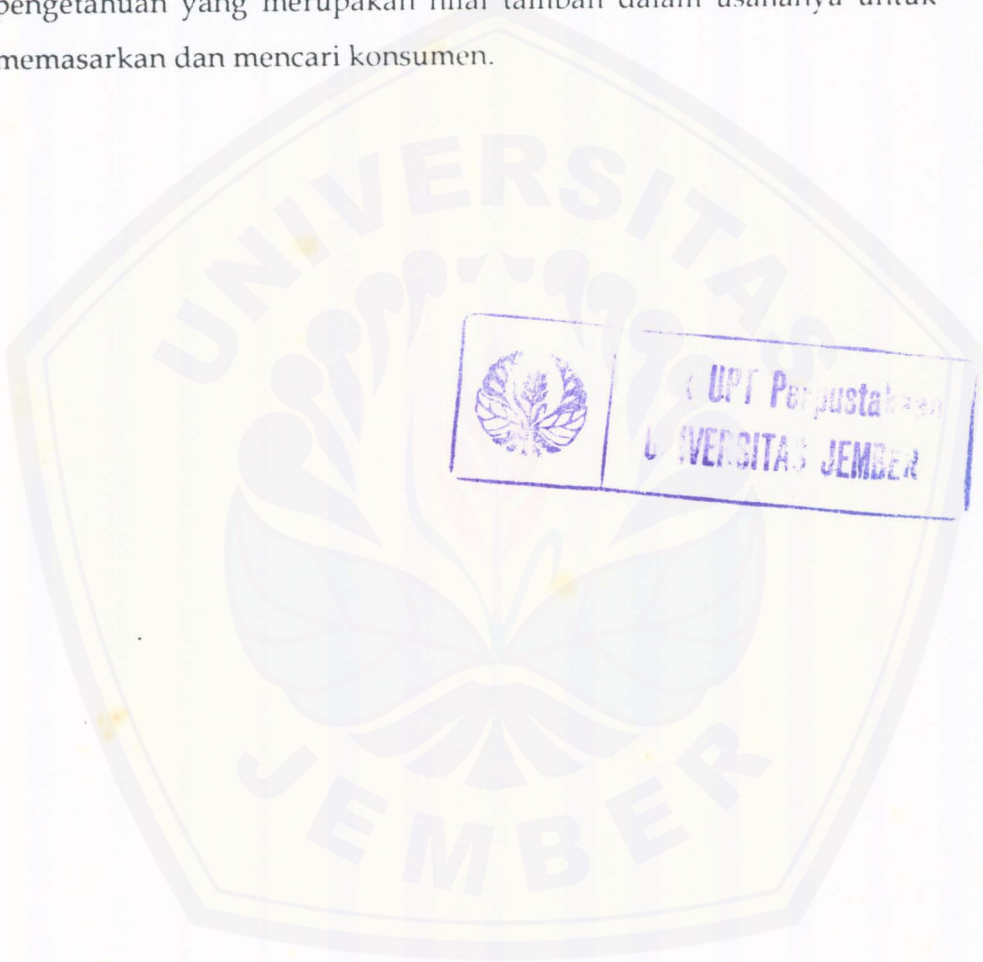 pengetahuan yang merupakan nilai tambah dalam usahanya untuk
memasarkan dan mencari konsumen.
UNIVERSITAS
UPT Perpustakaan
UNIVERSITAS JEMBER
JEMBER